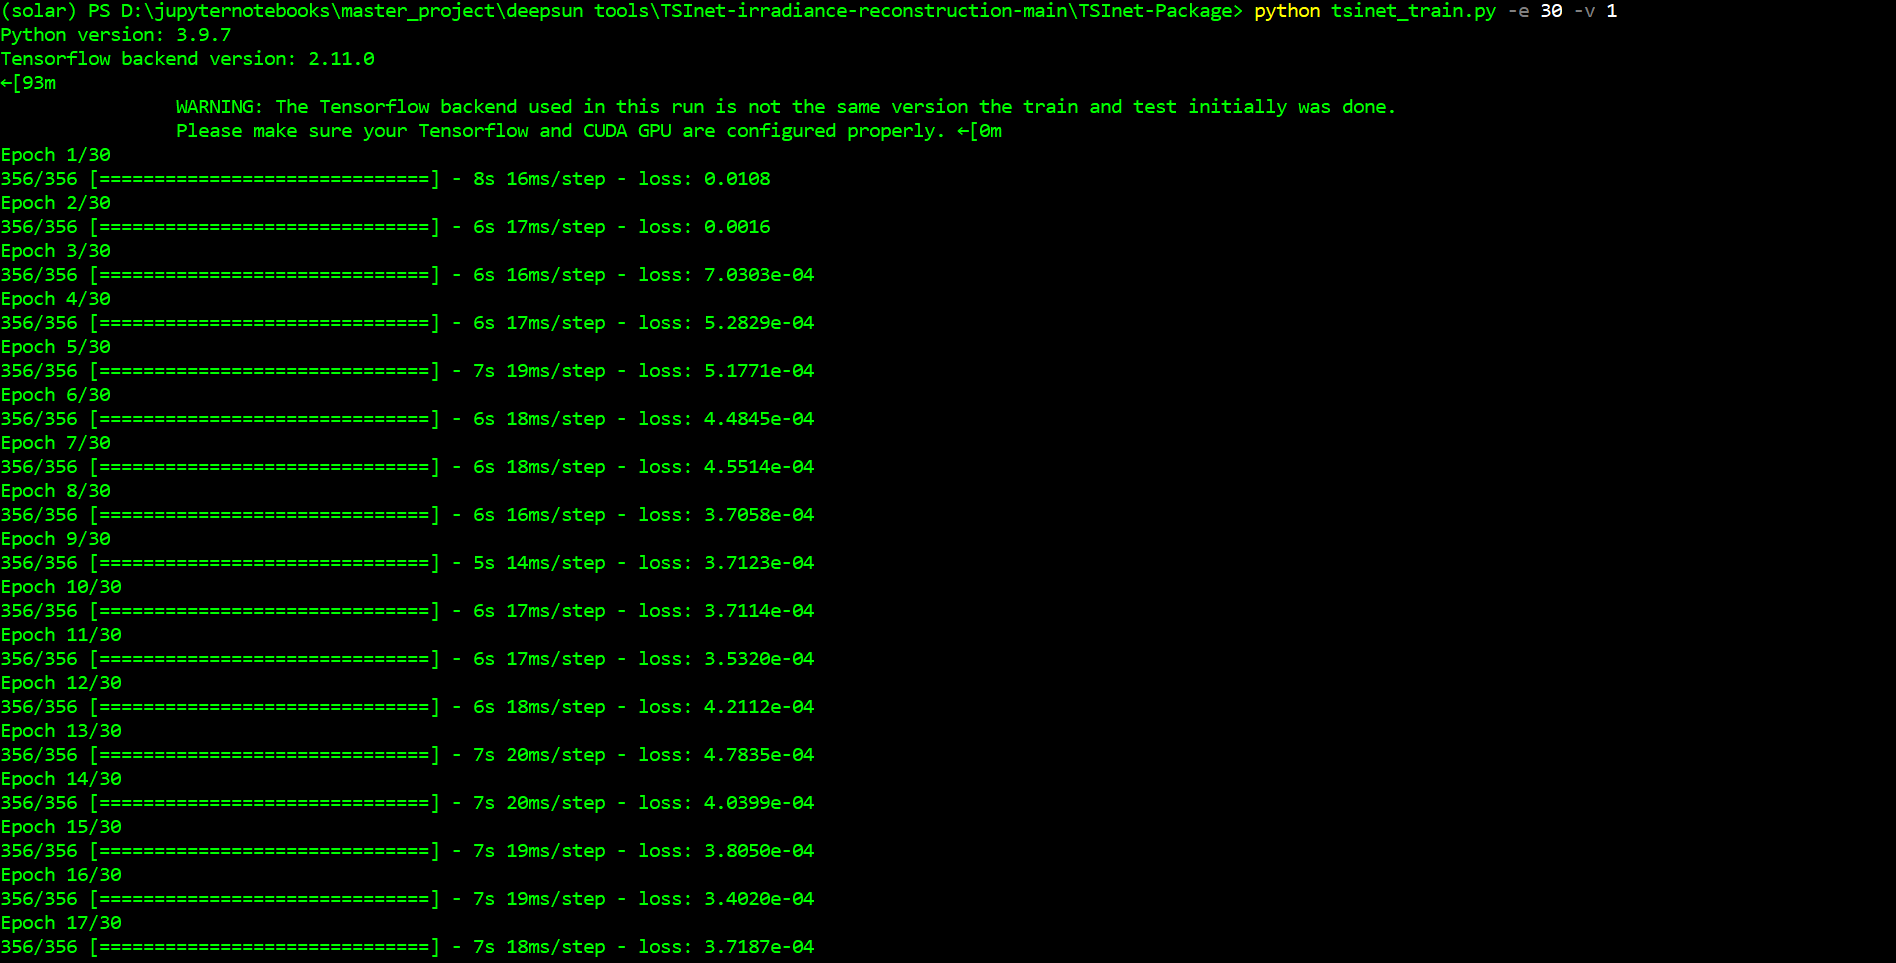 (solar) PS D:\jupyternotebooks\master_project\deepsun tools\TSInet-irradiance-reconstruction-main\TSInet-Package> python tsinet_train.py -e 30 -v 1
Python version: 3.9.7
Tensorflow backend version: 2.11.0
←[93m
WARNING: The Tensorflow backend used in this run is not the same version the train and test initially was done.
Please make sure your Tensorflow and CUDA GPU are configured properly. ←[0m
Epoch 1/30
356/356 [==============================] - 8s 16ms/step - loss: 0.0108
Epoch 2/30
356/356 [==============================] - 6s 17ms/step - loss: 0.0016
Epoch 3/30
356/356 [==============================] - 6s 16ms/step - loss: 7.0303e-04
Epoch 4/30
356/356 [==============================] - 6s 17ms/step - loss: 5.2829e-04
Epoch 5/30
356/356 [==============================] - 7s 19ms/step - loss: 5.1771e-04
Epoch 6/30
356/356 [==============================] - 6s 18ms/step - loss: 4.4845e-04
Epoch 7/30
356/356 [==============================] - 6s 18ms/step - loss: 4.5514e-04
Epoch 8/30
356/356 [==============================] - 6s 16ms/step - loss: 3.7058e-04
Epoch 9/30
356/356 [==============================] - 5s 14ms/step - loss: 3.7123e-04
Epoch 10/30
356/356 [==============================] - 6s 17ms/step - loss: 3.7114e-04
Epoch 11/30
356/356 [==============================] - 6s 17ms/step - loss: 3.5320e-04
Epoch 12/30
356/356 [==============================] - 6s 18ms/step - loss: 4.2112e-04
Epoch 13/30
356/356 [==============================] - 7s 20ms/step - loss: 4.7835e-04
Epoch 14/30
356/356 [==============================] - 7s 20ms/step - loss: 4.0399e-04
Epoch 15/30
356/356 [==============================] - 7s 19ms/step - loss: 3.8050e-04
Epoch 16/30
356/356 [==============================] - 7s 19ms/step - loss: 3.4020e-04
Epoch 17/30
356/356 [==============================] - 7s 18ms/step - loss: 3.7187e-04